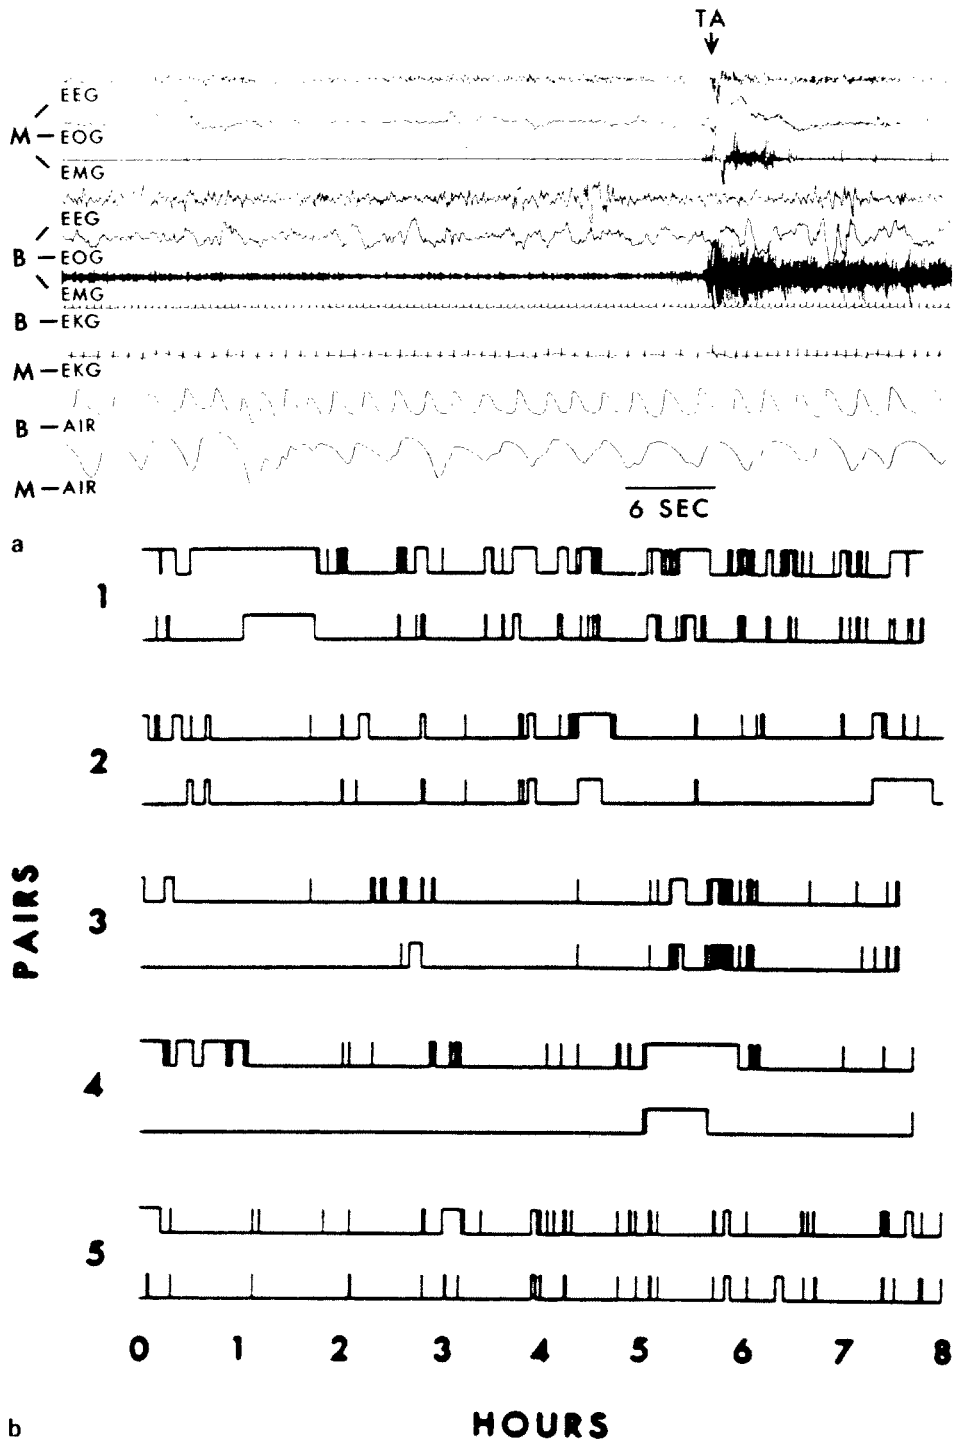 TA
EEG
M
EOG
EMG
EEG
B
EOG
EMG
B EKG
M EKG
B AIR
M AIR
6 SEC
a
1
2
3
4
5
PAIRS
0 1 2 3 4 5 6 7 8
HOURS
b